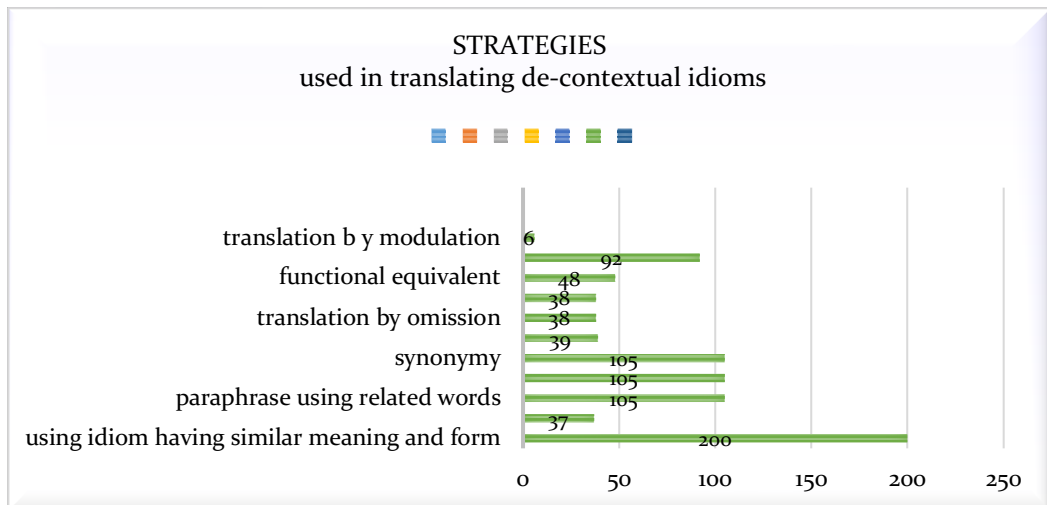 STRATEGIES
used in translating de-contextual idioms
translation b y modulation
6
92
functional equivalent
48
38
translation by omission
38
39
synonymy
105
105
paraphrase using related words
105
37
using idiom having similar meaning and form
200
0 50 100 150 200 250